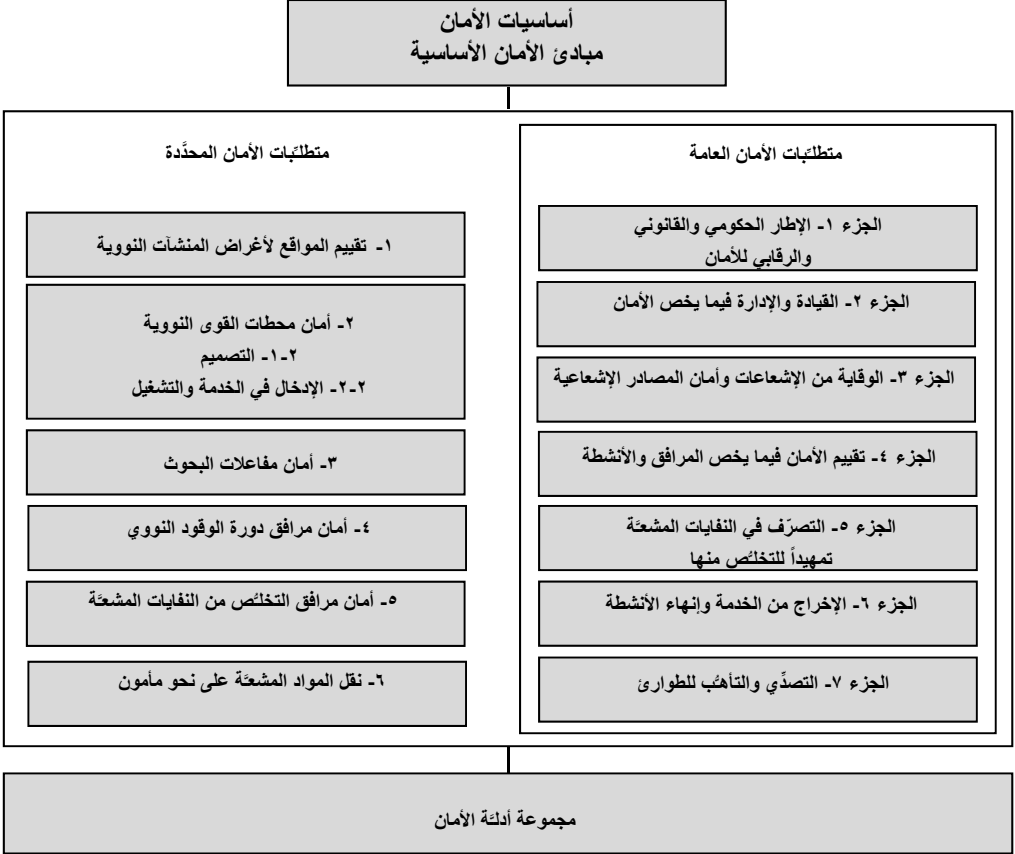 أساسيات الأمان
مبادئ الأمان الأساسية
متطلبّات الأمان العامة
الجزء ١- الإطار الحكومي والقانوني
والرقابي للأمان
الجزء ٢- القيادة والإدارة فيما يخص الأمان
الجزء ٣- الوقاية من الإشعاعات وأمان المصادر الإشعاعية
الجزء ٤- تقييم الأمان فيما يخص المرافق والأنشطة
الجزء ٥- التصرّف في النفايات المشعَّة
تمهيداً للتخلُّص منها
الجزء ٦- الإخراج من الخدمة وإنهاء الأنشطة
الجزء ٧- التصدِّي والتأهُّب للطوارئ
متطلبّات الأمان المحدَّدة
١- تقييم المواقع لأغراض المنشآت النووية
٢- أمان محطات القوى النووية
٢-١- التصميم
٢-٢- الإدخال في الخدمة والتشغيل
٣- أمان مفاعلات البحوث
٤- أمان مرافق دورة الوقود النووي
٥- أمان مرافق التخلُّص من النفايات المشعَّة
٦- نقل المواد المشعَّة على نحو مأمون
مجموعة أدلَّة الأمان